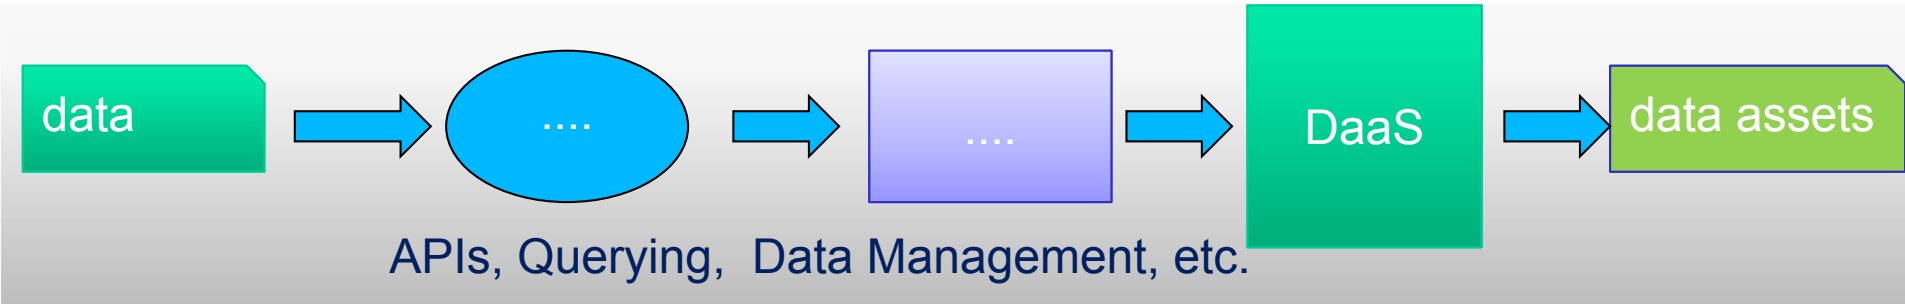 data
....
....
DaaS
data assets
APIs, Querying,  Data Management, etc.